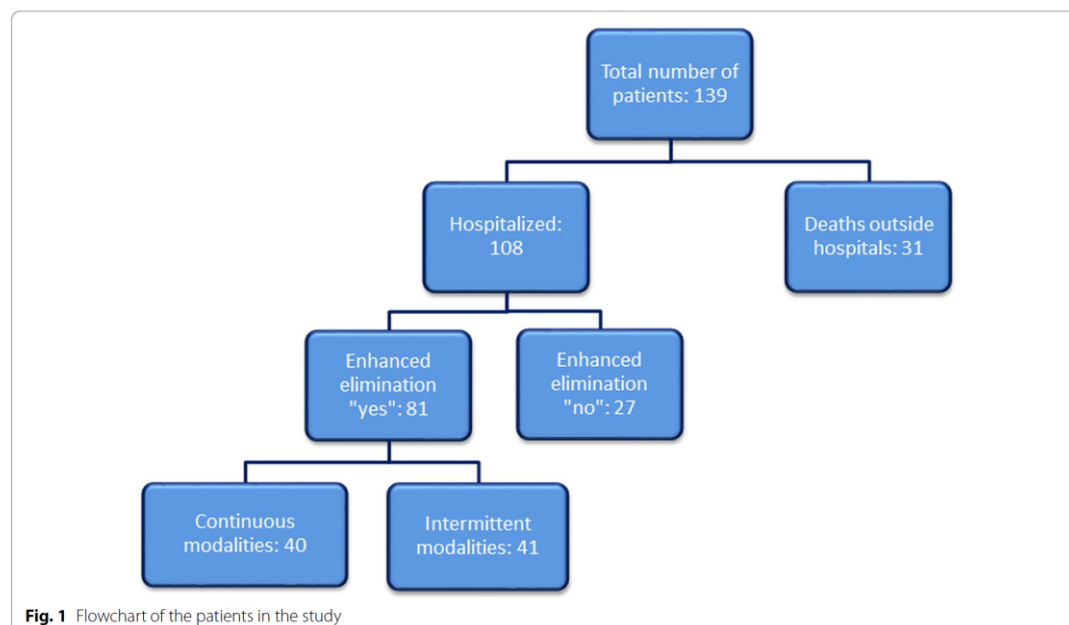 Total number of
patients: 139
Hospitalized:
108
Deaths outside
hospitals: 31
Enhanced
elimination
"yes": 81
Enhanced
elimination
"no": 27
Continuous
modalities: 40
Intermittent
modalities: 41
Fig. 1 Flowchart of the patients in the study